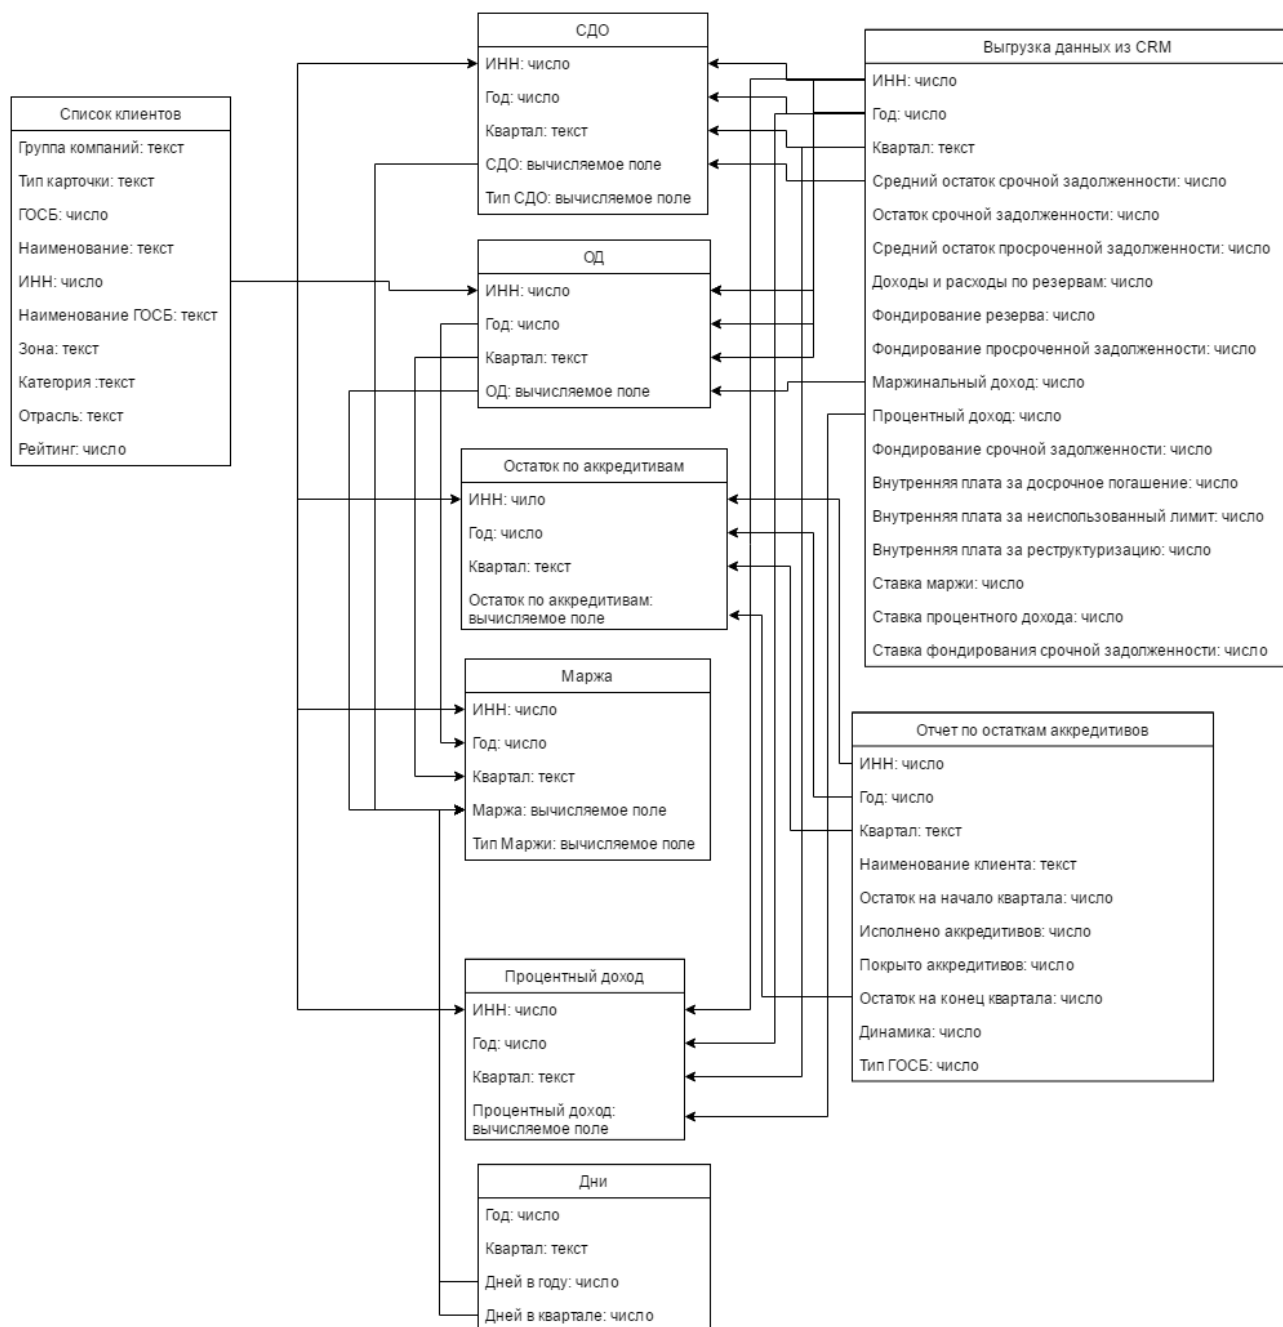 Список клиентов
Группа компаний: текст
Тип карточки: текст
ГОСБ: число
Наименование: текст
ИНН: число
Наименование ГОСБ: текст
Зона: текст
Категория :текст
Отрасль: текст
Рейтинг: число
СДО
ИНН: число
Год: число
Квартал: текст
СДО: вычисляемое поле
Тип СДО: вычисляемое поле
ОД
ИНН: число
Год: число
Квартал: текст
ОД: вычисляемое поле
Остаток по аккредитивам
ИНН: чило
Год: число
Квартал: текст
Остаток по аккредитивам:
вычисляемое поле
Маржа
ИНН: число
Год: число
Квартал: текст
Маржа: вычисляемое поле
Тип Маржи: вычисляемое поле
Процентный доход
ИНН: число
Год: число
Квартал: текст
Процентный доход:
вычисляемое поле
Дни
Год: число
Квартал: текст
Дней в году: число
Дней в квартале: число
Выгрузка данных из CRM
ИНН: число
Год: число
Квартал: текст
Средний остаток срочной задолженности: число
Остаток срочной задолженности: число
Средний остаток просроченной задолженности: число
Доходы и расходы по резервам: число
Фондирование резерва: число
Фондирование просроченной задолженности: число
Маржинальный доход: число
Процентный доход: число
Фондирование срочной задолженности: число
Внутренняя плата за досрочное погашение: число
Внутренняя плата за неиспользованный лимит: число
Внутренняя плата за реструктуризацию: число
Ставка маржи: число
Ставка процентного дохода: число
Ставка фондирования срочной задолженности: число
Отчет по остаткам аккредитивов
ИНН: число
Год: число
Квартал: текст
Наименование клиента: текст
Остаток на начало квартала: число
Исполнено аккредитивов: число
Покрыто аккредитивов: число
Остаток на конец квартала: число
Динамика: число
Тип ГОСБ: число